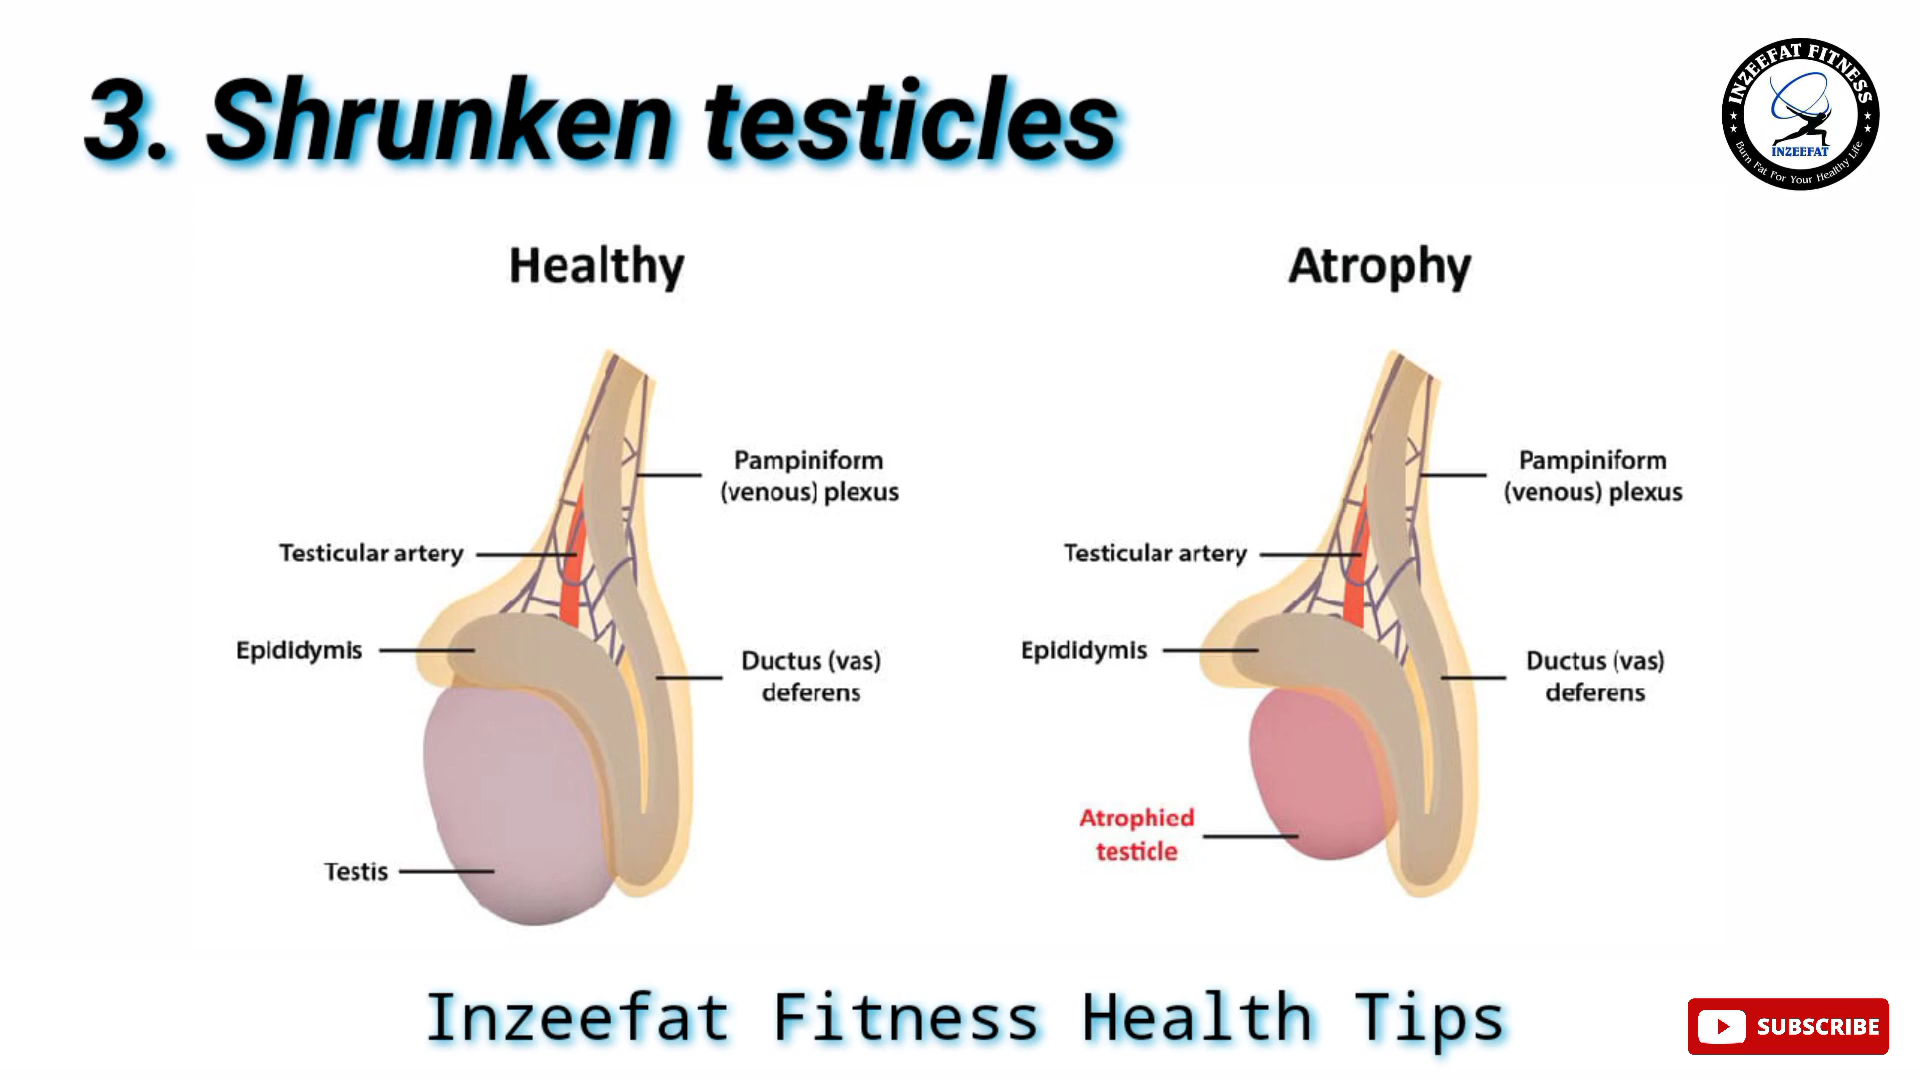 3. Shrunken testicles
INZEEFAT FITNESS
INZEEFAT
Burn Fat For Your Healthy Life
Healthy
Atrophy
Pampiniform
(venous) plexus
Testicular artery
Epididymis
Ductus (vas)
deferens
Testis
Pampiniform
(venous) plexus
Testicular artery
Epididymis
Ductus (vas)
deferens
Atrophied
testicle
Inzeefat Fitness Health Tips
SUBSCRIBE